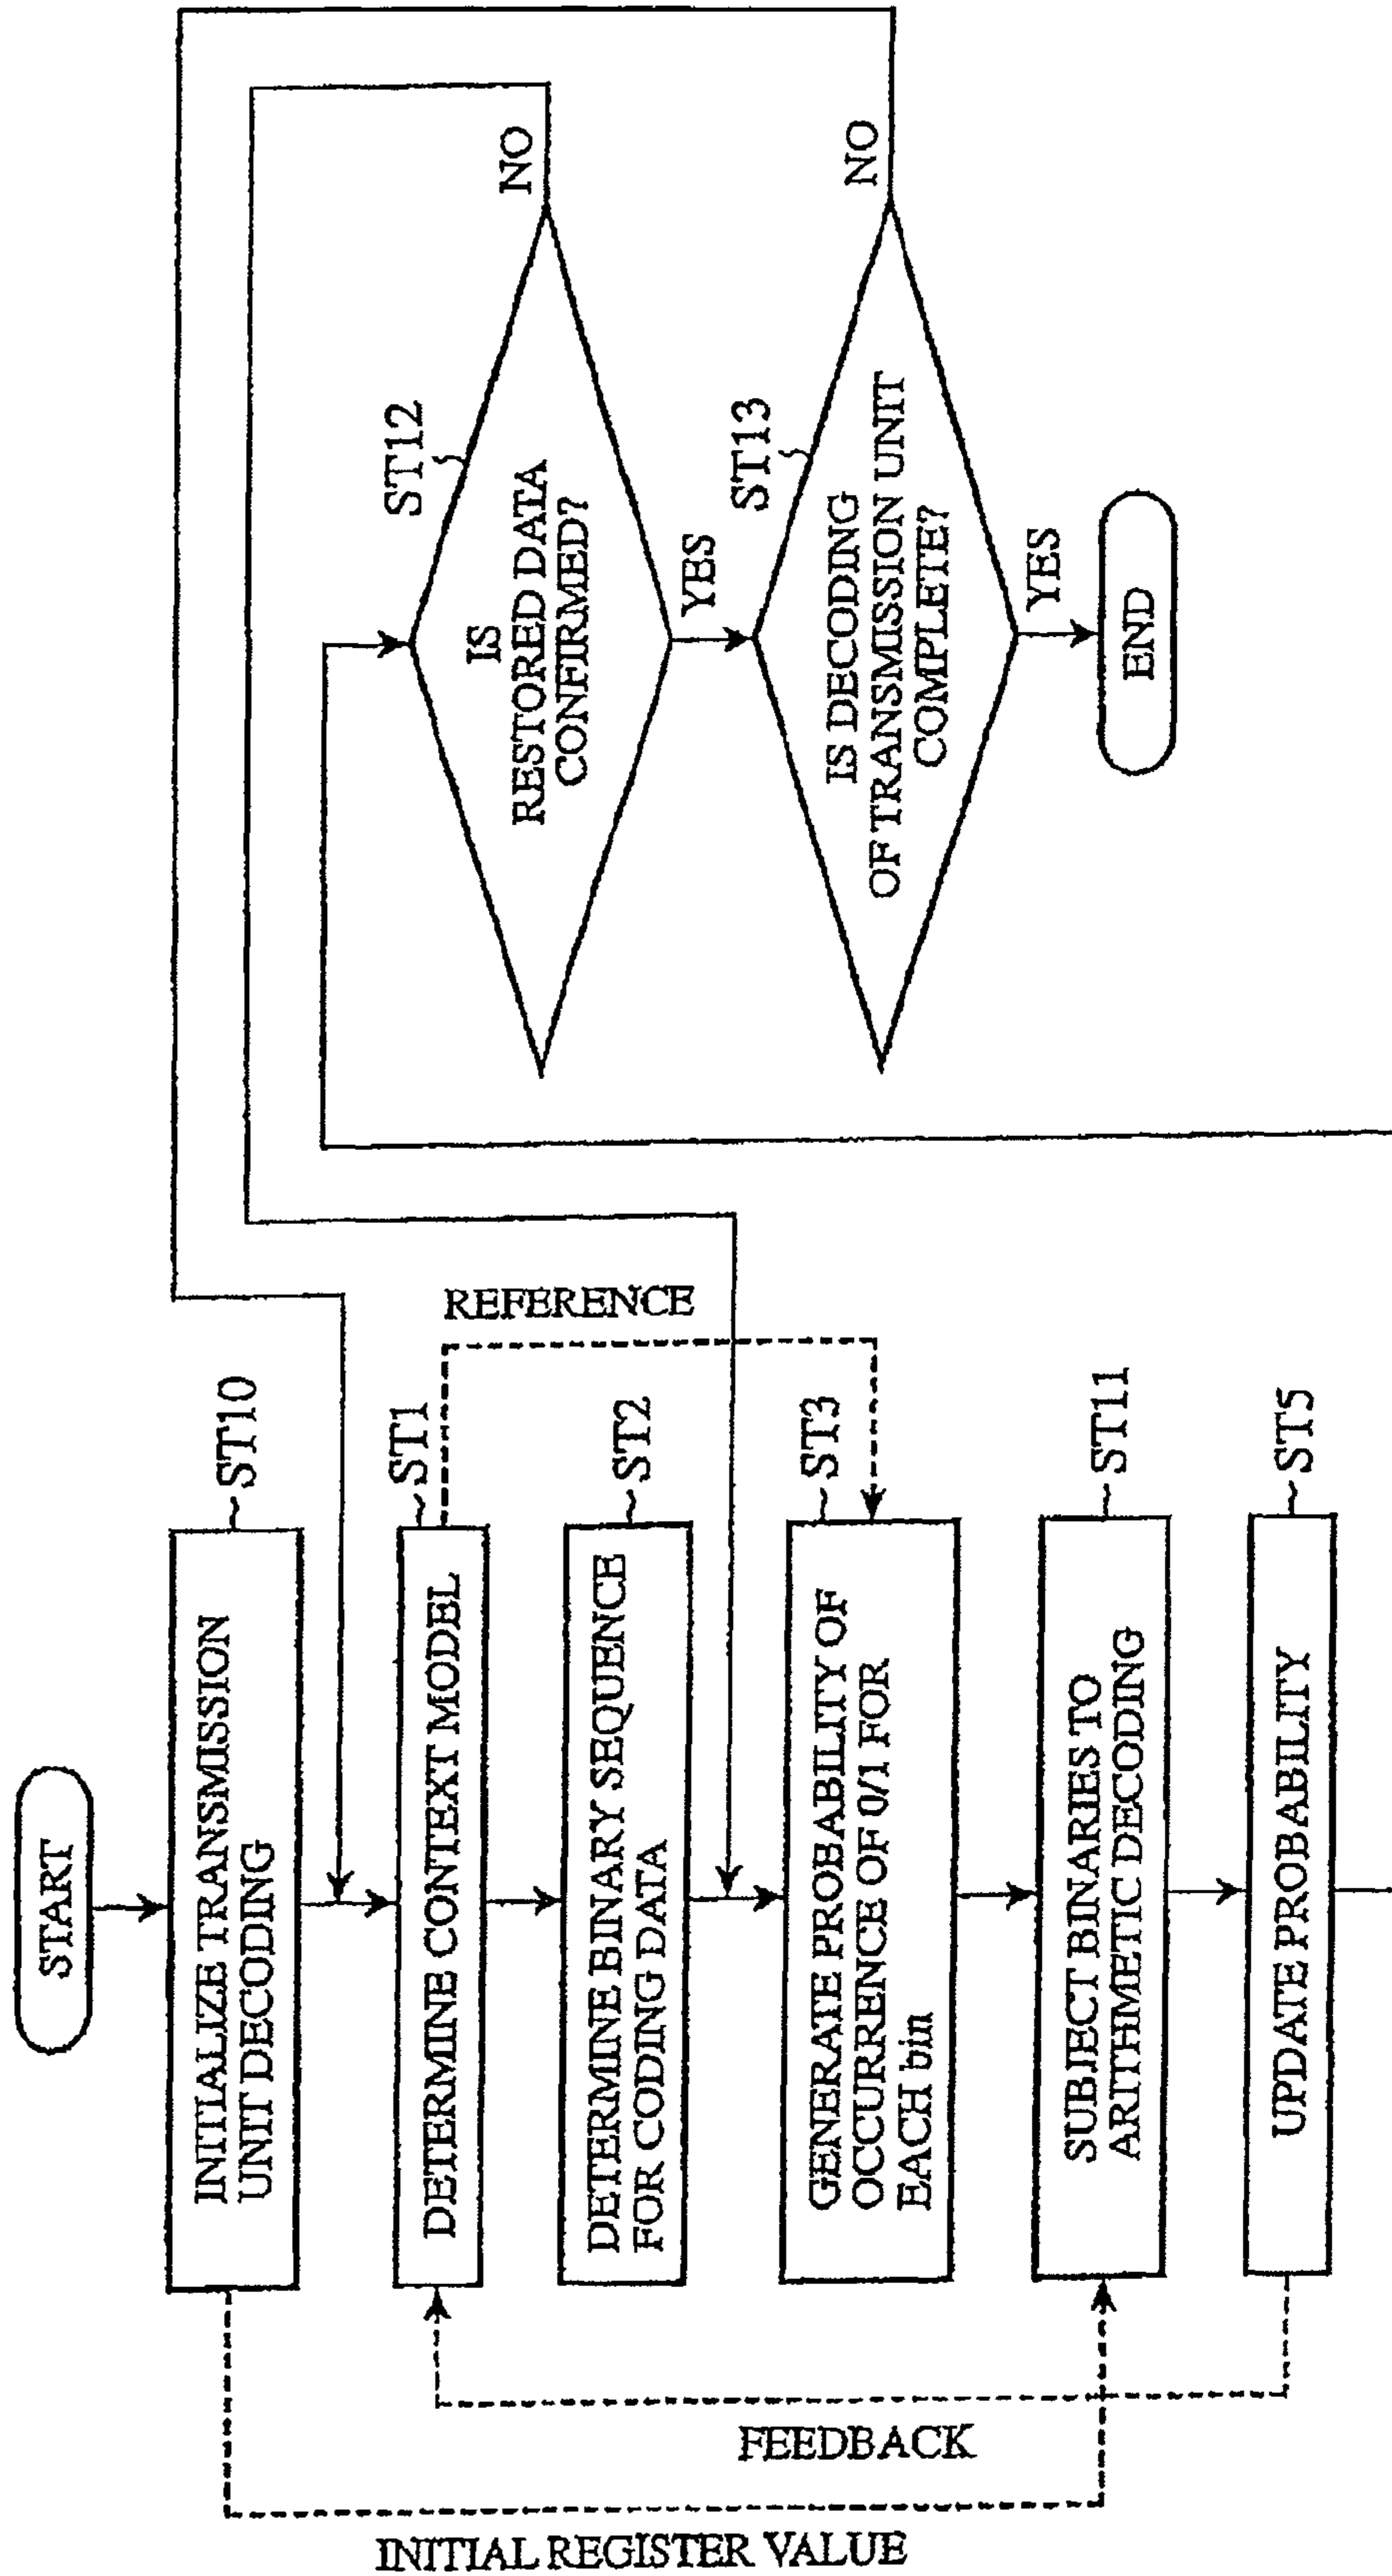 START
INITIALIZE TRANSMISSION
UNIT DECODING
ST10
DETERMINE CONTEXT MODEL
ST1
REFERENCE
DETERMINE BINARY SEQUENCE
FOR CODING DATA
ST2
GENERATE PROBABILITY OF
OCCURRENCE OF 0/1 FOR
EACH bin
ST3
SUBJECT BINARIES TO
ARITHMETIC DECODING
ST11
UPDATE PROBABILITY
ST5
FEEDBACK
INITIAL REGISTER VALUE
IS
RESTORED DATA
CONFIRMED?
ST12
NO
YES
IS DECODING
OF TRANSMISSION UNIT
COMPLETE?
ST13
NO
YES
END